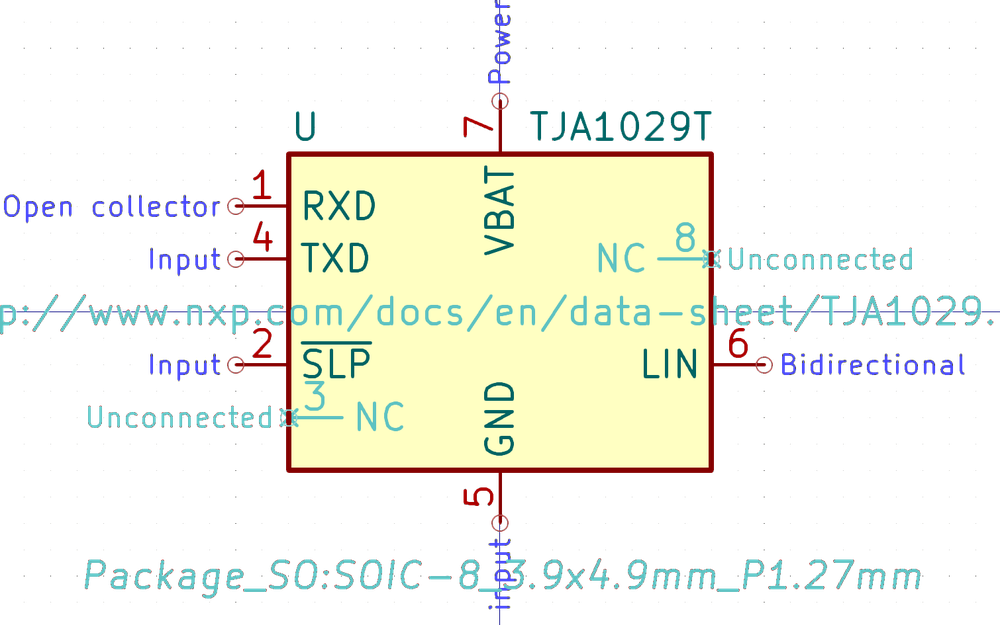 Power
U
7
TJA1029T
Open collector
1
RXD
VBAT
Input
4
TXD
NC
8
Unconnected
p://www.nxp.com/docs/en/data-sheet/TJA1029.
Input
2
SLP
LIN
6
Bidirectional
Unconnected
3
NC
GND
5
Package_SO:SOIC-8_3.9x4.9mm_P1.27mm
input